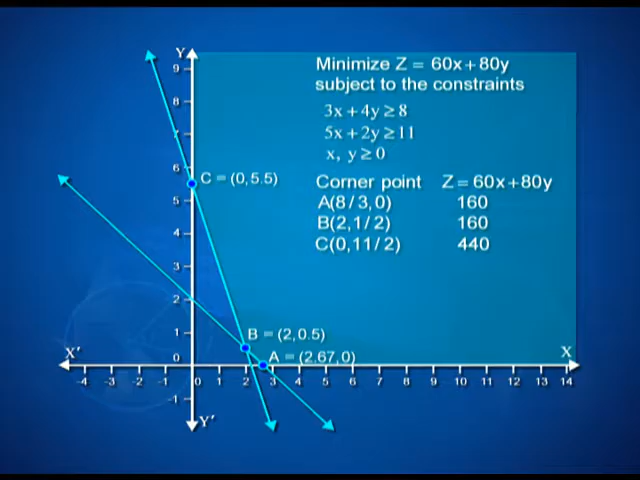 Minimize Z = 60x + 80y
subject to the constraints
3x + 4y ≥ 8
5x + 2y ≥ 11
x, y ≥ 0
Corner point Z = 60x+80y
A(8 / 3, 0) 160
B(2, 1 / 2) 160
C(0, 11 / 2) 440
Y
9
8
7
6
C = (0, 5.5)
5
4
3
2
1
B = (2, 0.5)
X′ 0 A = (2.67, 0) X
-4 -3 -2 -1 0 1 2 3 4 5 6 7 8 9 10 11 12 13 14
-1
Y′